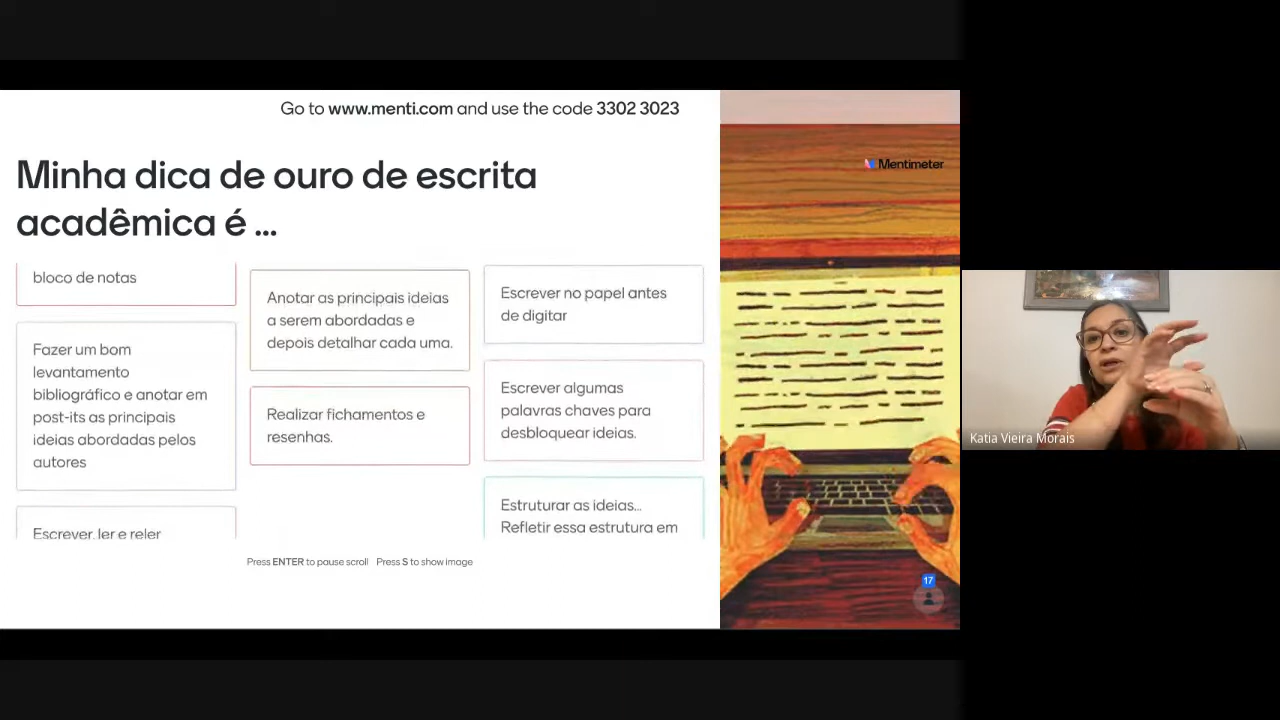 Go to www.menti.com and use the code 3302 3023
Mentimeter
Minha dica de ouro de escrita
acadêmica é ...
bloco de notas
Fazer um bom
levantamento
bibliográfico e anotar em
post-its as principais
ideias abordadas pelos
autores
Escrever, ler e reler
Anotar as principais ideias
a serem abordadas e
depois detalhar cada uma.
Realizar fichamentos e
resenhas.
Escrever no papel antes
de digitar
Escrever algumas
palavras chaves para
desbloquear ideias.
Estruturar as ideias...
Refletir essa estrutura em
Press ENTER to pause scroll Press S to show image
17
Katia Vieira Morais